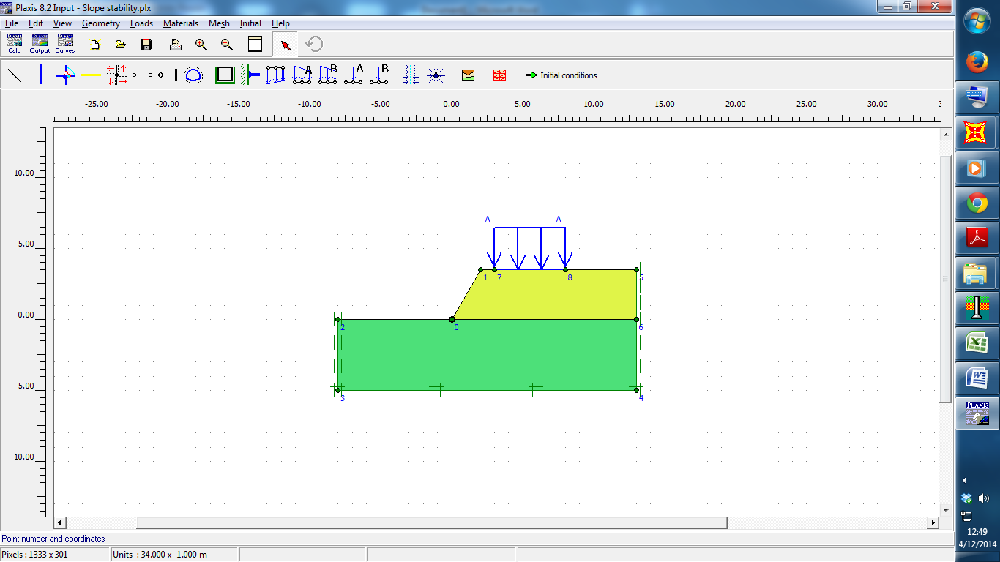 Plaxis 8.2 Input - Slope stability.plx
File Edit View Geometry Loads Materials Mesh Initial Help
Calc Output Curves
A B A B Initial conditions
-25.00 -20.00 -15.00 -10.00 -5.00 0.00 5.00 10.00 15.00 20.00 25.00 30.00
10.00
A A
5.00
1 7 8 5
0.00
2 0 6
-5.00
3 4
-10.00
Point number and coordinates :
Pixels : 1333 x 301 Units : 34.000 x -1.000 m
PLAXIS
12:49
4/12/2014